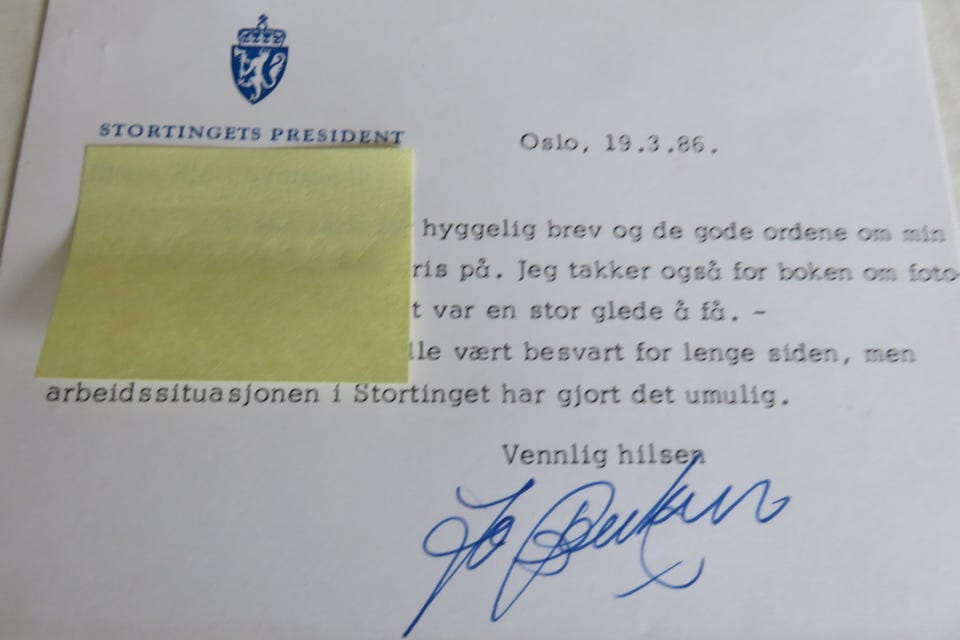 STORTINGETS PRESIDENT
Oslo, 19.3.86.
hyggelig brev og de gode ordene om min
ris på. Jeg takker også for boken om foto-
t var en stor glede å få. -
lle vært besvart for lenge siden, men
arbeidssituasjonen i Stortinget har gjort det umulig.
Vennlig hilsen
Jo Benkow